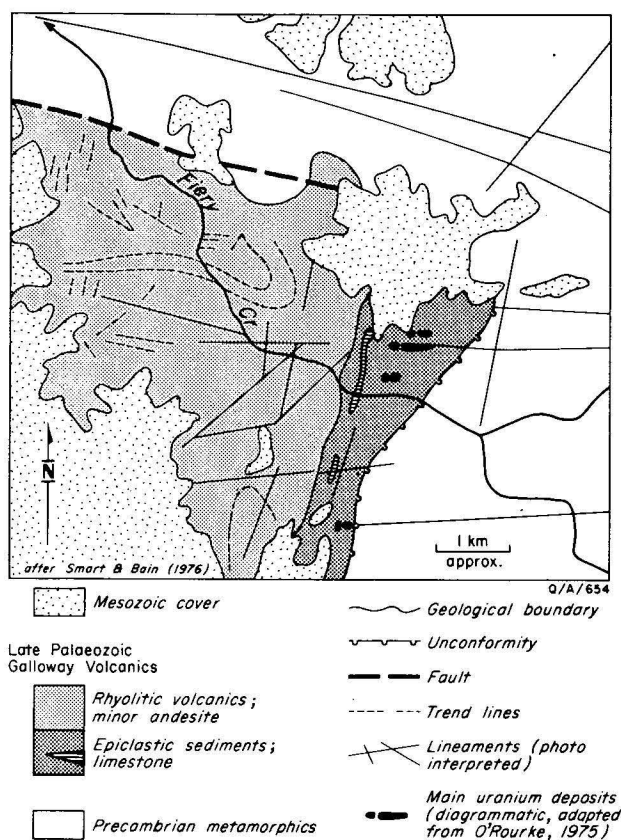 Fiery
Cr.
N
after Smart & Bain (1976)
1 km
approx.
Q/A/654
Mesozoic cover
Late Palaeozoic
Galloway Volcanics
Rhyolitic volcanics;
minor andesite
Epiclastic sediments;
limestone
Precambrian metamorphics
Geological boundary
Unconformity
Fault
Trend lines
Lineaments (photo
interpreted)
Main uranium deposits
(diagrammatic, adapted
from O'Rourke, 1975)